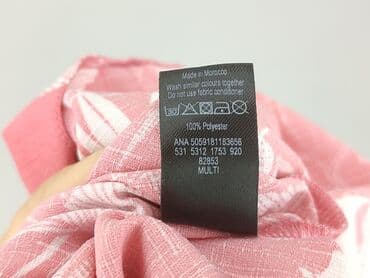 Made in Morocco
Wash similar colours together
Do not use fabric conditioner
30
100% Polyester
ANA 5059181183656
531 5312 1753 920
82853
MULTI